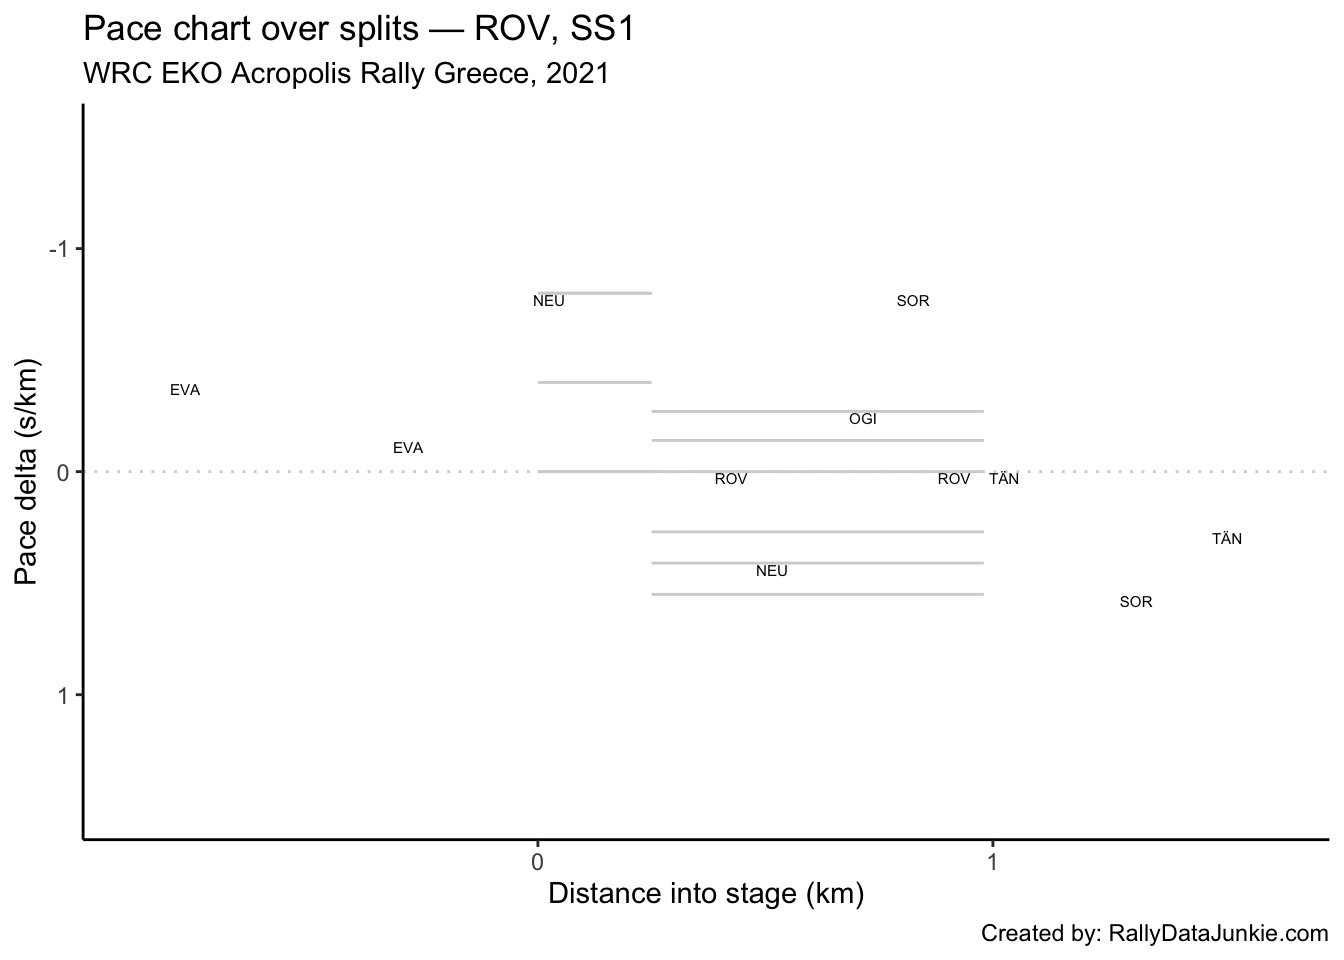 Pace chart over splits — ROV, SS1
WRC EKO Acropolis Rally Greece, 2021
Pace delta (s/km)
-1
0
1
NEU
SOR
EVA
OGI
EVA
ROV
ROV
TÄN
TÄN
NEU
SOR
0
1
Distance into stage (km)
Created by: RallyDataJunkie.com